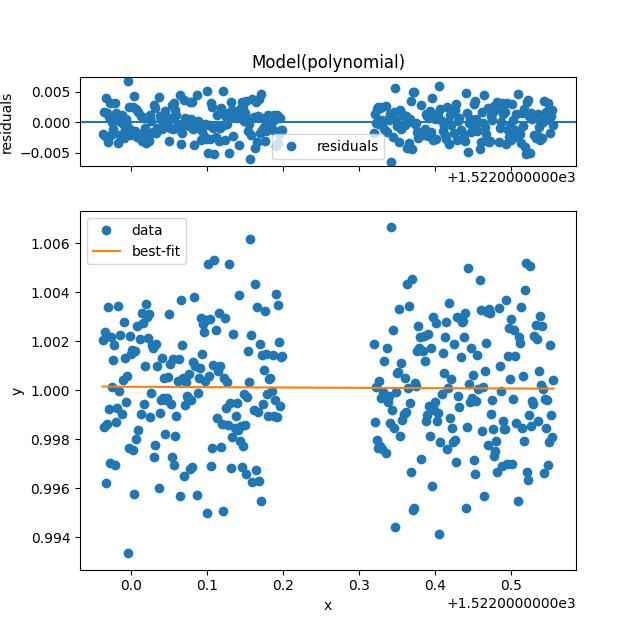 Model(polynomial)
residuals
0.005
0.000
−0.005
residuals
+1.5220000000e3
y
1.006
1.004
1.002
1.000
0.998
0.996
0.994
data
best-fit
0.0 0.1 0.2 0.3 0.4 0.5
x
+1.5220000000e3